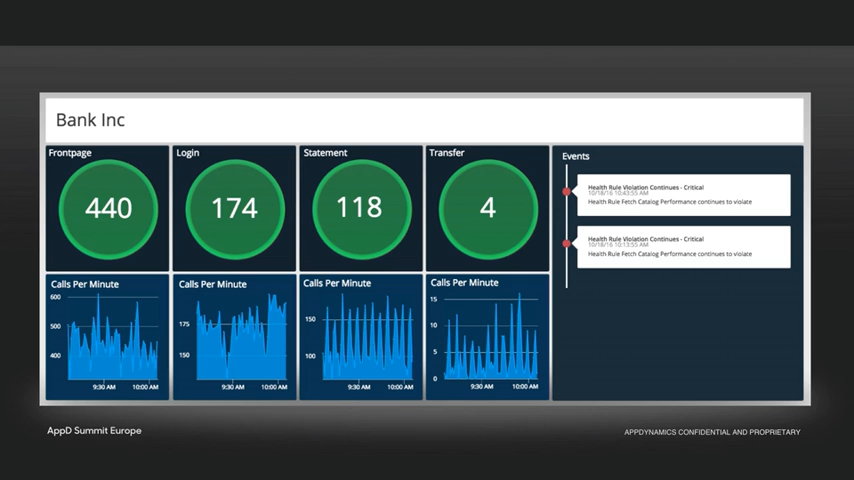 Bank Inc
Frontpage
440
Login
174
Statement
118
Transfer
4
Calls Per Minute
600
500
400
9:30 AM 10:00 AM
Calls Per Minute
175
150
9:30 AM 10:00 AM
Calls Per Minute
150
100
9:30 AM 10:00 AM
Calls Per Minute
15
10
5
0
9:30 AM 10:00 AM
Events
Health Rule Violation Continues - Critical
10/18/16 10:43:55 AM
Health Rule Fetch Catalog Performance continues to violate
Health Rule Violation Continues - Critical
10/18/16 10:13:55 AM
Health Rule Fetch Catalog Performance continues to violate
AppD Summit Europe
APPDYNAMICS CONFIDENTIAL AND PROPRIETARY